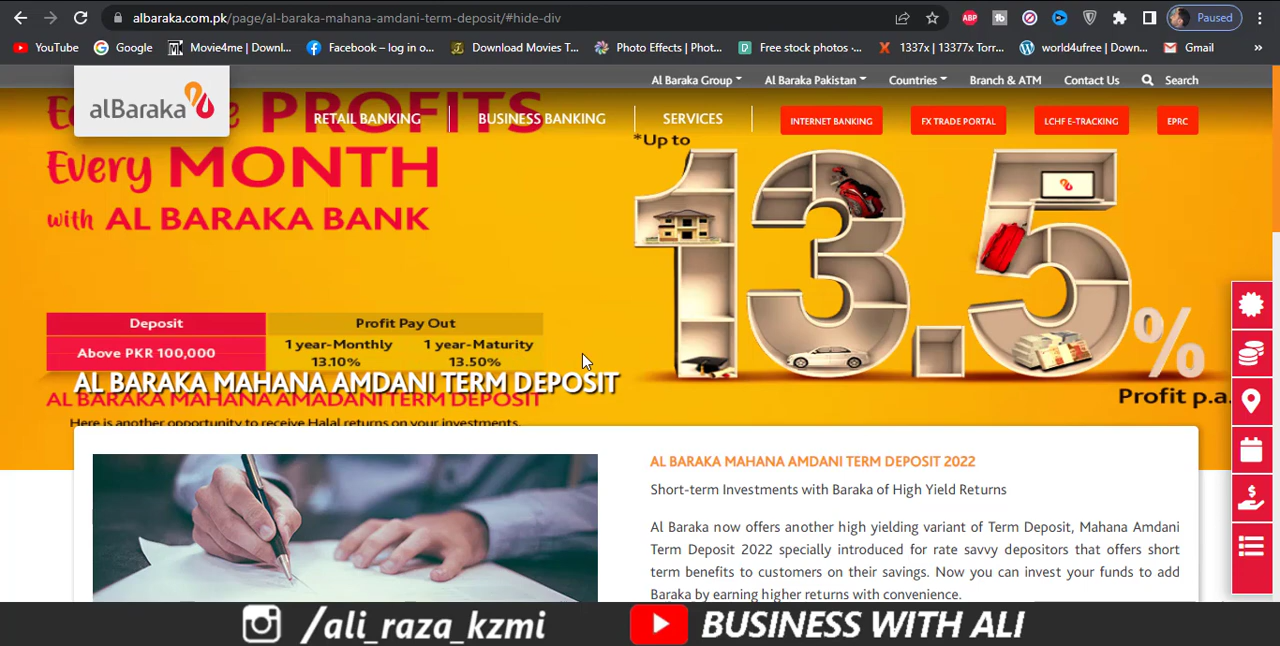 albaraka.com.pk/page/al-baraka-mahana-amdani-term-deposit/#hide-div
ABP
tb
Paused
YouTube
Google
Movie4me | Downl...
Facebook – log in o...
Download Movies T...
Photo Effects | Phot...
Free stock photos ·...
1337x | 13377x Torr...
world4ufree | Down...
Gmail
»
alBaraka
Al Baraka Group
Al Baraka Pakistan
Countries
Branch & ATM
Contact Us
Search
RETAIL BANKING
BUSINESS BANKING
SERVICES
INTERNET BANKING
FX TRADE PORTAL
LCHF E-TRACKING
EPRC
PROFITS
Every MONTH
with AL BARAKA BANK
*Up to
13.5%
Profit p.a.
Deposit
Profit Pay Out
Above PKR 100,000
1 year-Monthly
1 year-Maturity
13.10%
13.50%
AL BARAKA MAHANA AMDANI TERM DEPOSIT
AL BARAKA MAHANA AMADANI TERM DEPOSIT
Here is another opportunity to receive Halal returns on your investments.
AL BARAKA MAHANA AMDANI TERM DEPOSIT 2022
Short-term Investments with Baraka of High Yield Returns
Al Baraka now offers another high yielding variant of Term Deposit, Mahana Amdani
Term Deposit 2022 specially introduced for rate savvy depositors that offers short
term benefits to customers on their savings. Now you can invest your funds to add
Baraka by earning higher returns with convenience.
/ali_raza_kzmi
BUSINESS WITH ALI